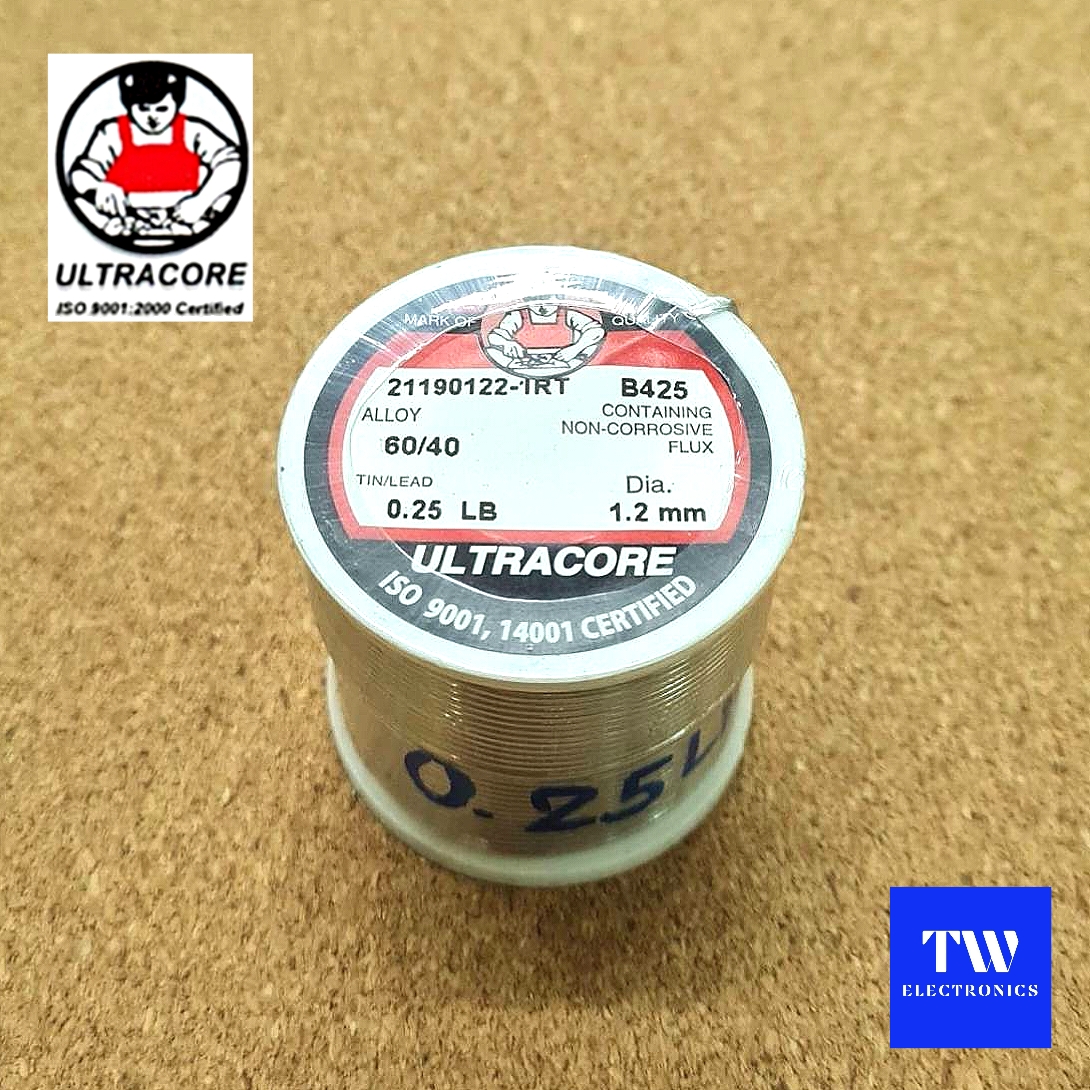 ULTRACORE
ISO 9001:2000 Certified
MARK OF QUALITY
21190122-1RT B425
ALLOY CONTAINING
60/40 NON-CORROSIVE
FLUX
TIN/LEAD Dia.
0.25 LB 1.2 mm
ULTRACORE
ISO 9001, 14001 CERTIFIED
0.25L
TW
ELECTRONICS